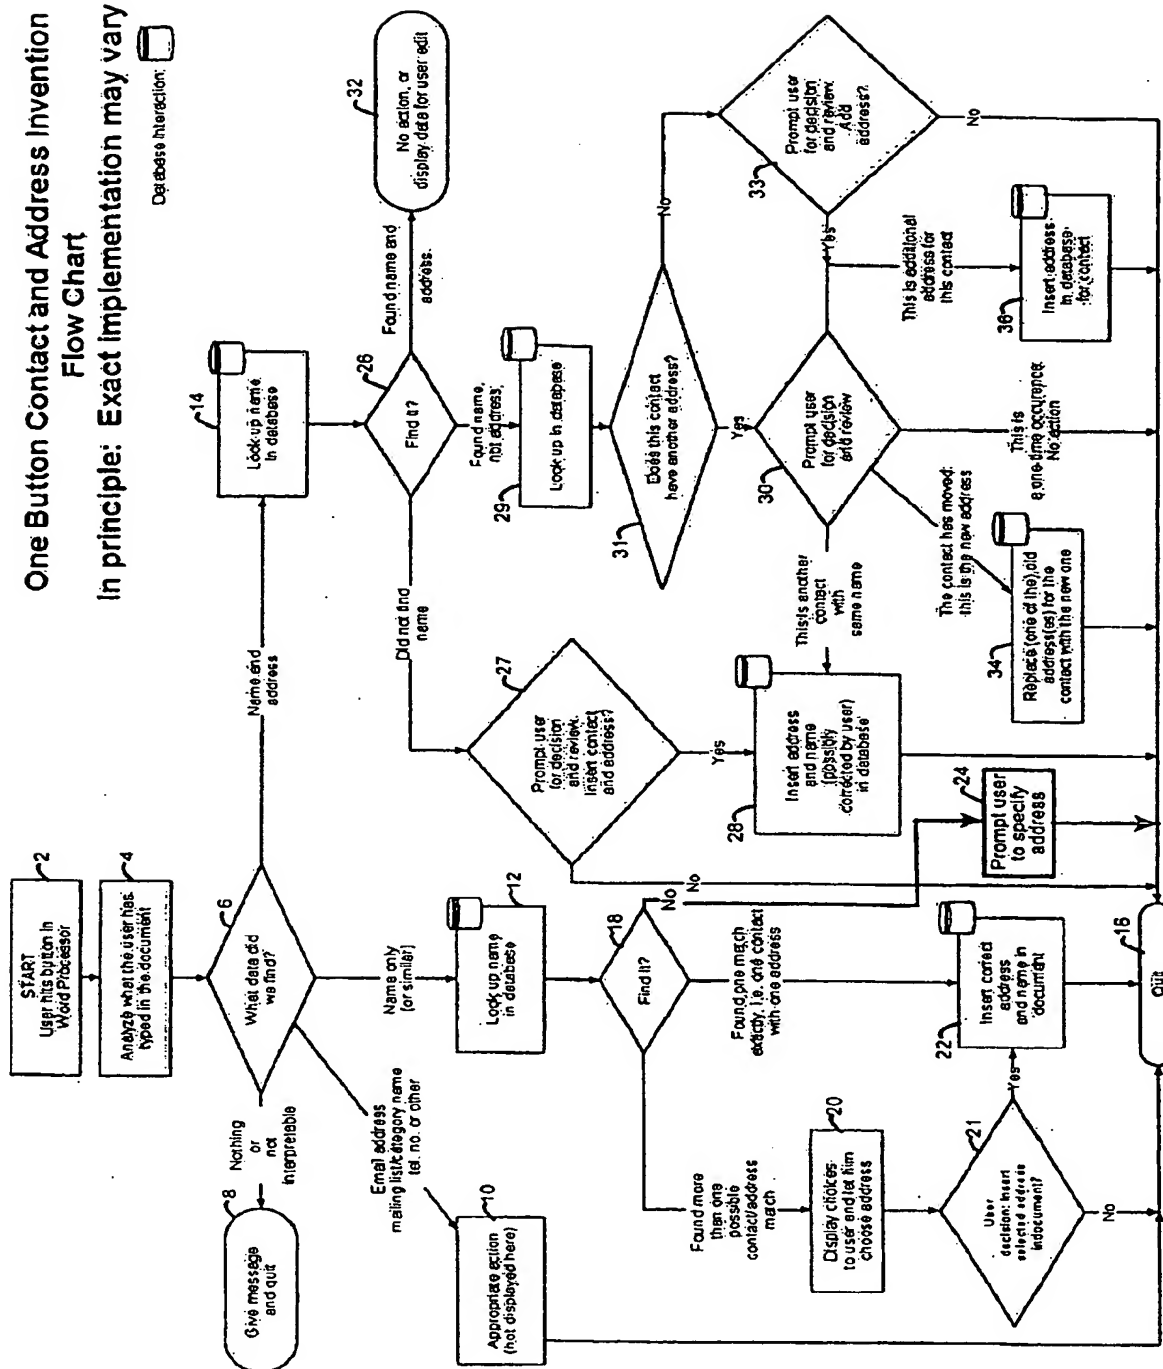 One Button Contact and Address Invention
Flow Chart
In principle: Exact implementation may vary
Database Interaction:
START
User hits button in
Word Processor
2
Analyze what the user has
typed in the document
4
What data did
we find?
6
Nothing
or
not
interpretable
Give message
and quit
8
Email address
mailing list/category name
tel. no. or other
Appropriate action
(not displayed here)
10
Name only
(or similar)
Look up name
in database
12
Name and
address
Look up name
in database
14
Find it?
18
Found more
than one
possible
contact/address
match
Display choices
to user and let him
choose address
20
User
decision: Insert
selected address
in document?
21
Yes
No
Found one match
exactly, i.e. one contact
with one address
Insert correct
address
and name in
document
22
No
Prompt user
to specify
address
24
Find it?
26
Found name and
address.
No action, or
display data for user edit
32
Did not find
name
Prompt user
for decision
and review.
Insert contact
and address?
27
No
Yes
Insert address
and name
(possibly
corrected by user)
in database
28
Found name,
not address,
Look up in database
29
Does this contact
have another address?
31
Yes
No
Prompt user
for decision
and review
30
This is another
contact
with
same name
The contact has moved;
this is the new address
Replace (one of the) old
address(es) for the
contact with the new one
34
This is
a one time occurence:
No action
Prompt user
for decision
and review.
Add
address?
33
Yes
No
This is additional
address for
this contact
Insert address
in database
for contact
36
Quit
16